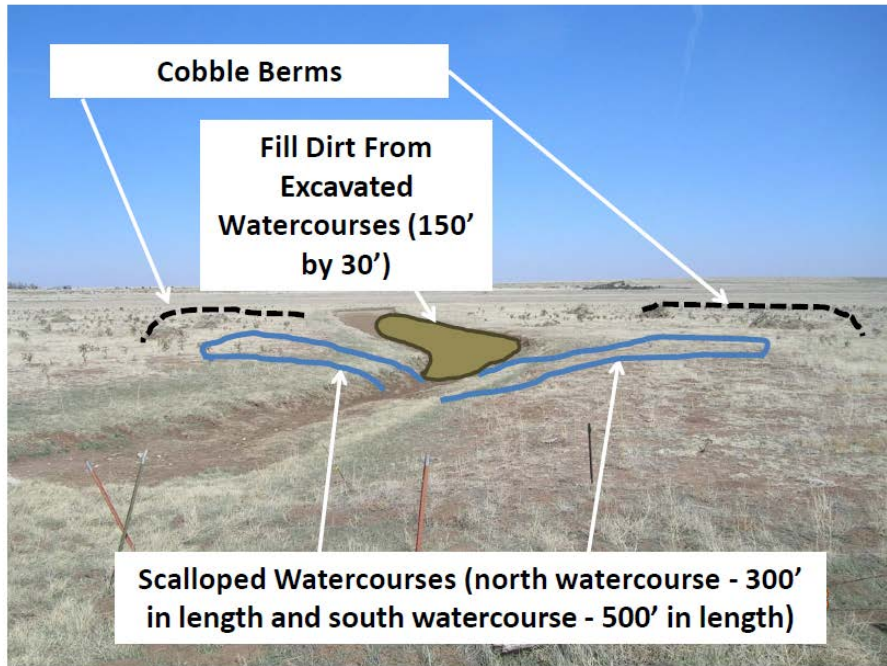 Cobble Berms
Fill Dirt From
Excavated
Watercourses (150’
by 30’)
Scalloped Watercourses (north watercourse - 300’
in length and south watercourse - 500’ in length)